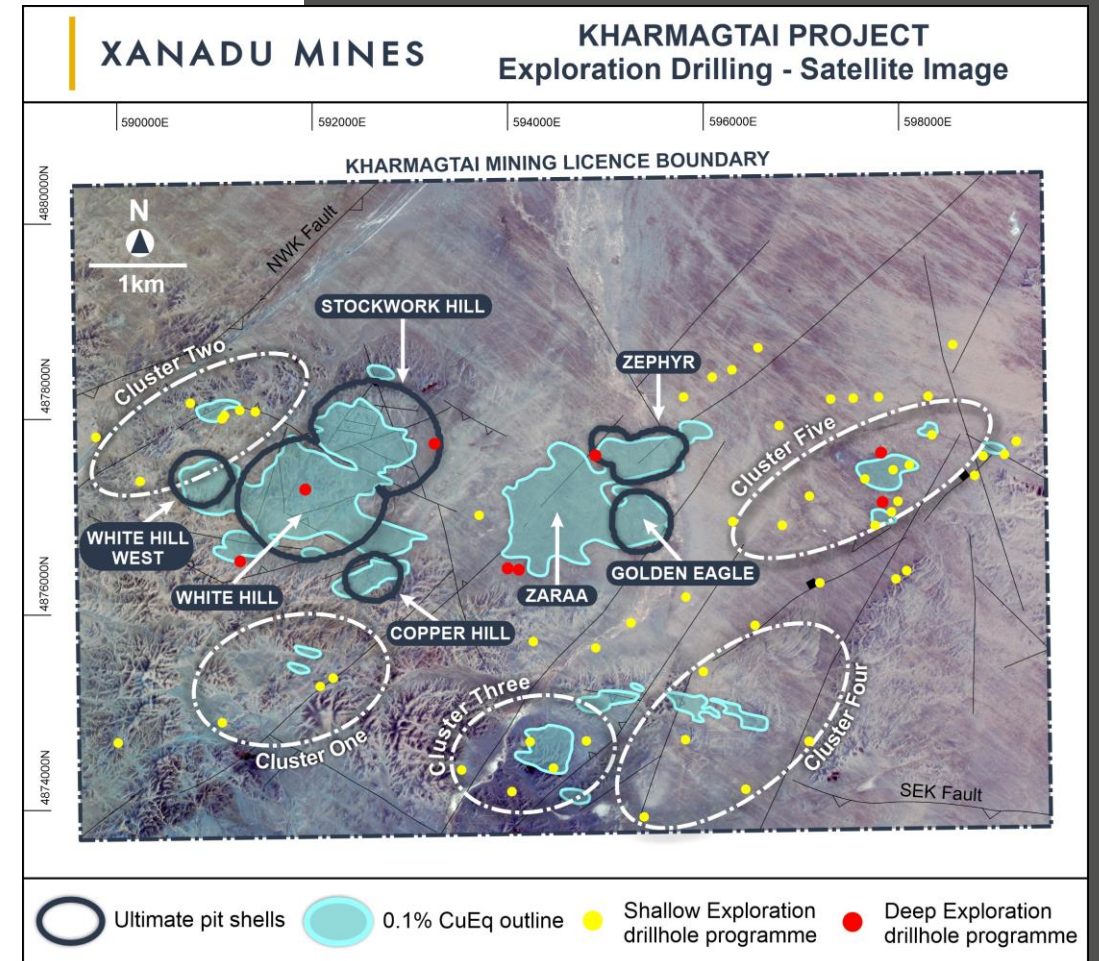 XANADU MINES
KHARMAGTAI PROJECT
Exploration Drilling - Satellite Image
590000E
592000E
594000E
596000E
598000E
KHARMAGTAI MINING LICENCE BOUNDARY
4880000N
4878000N
4876000N
4874000N
N
1km
NWK Fault
STOCKWORK HILL
ZEPHYR
Cluster Two
Cluster Five
WHITE HILL
WEST
WHITE HILL
COPPER HILL
ZARAA
GOLDEN EAGLE
Cluster One
Cluster Three
Cluster Four
SEK Fault
Ultimate pit shells
0.1% CuEq outline
Shallow Exploration
drillhole programme
Deep Exploration
drillhole programme